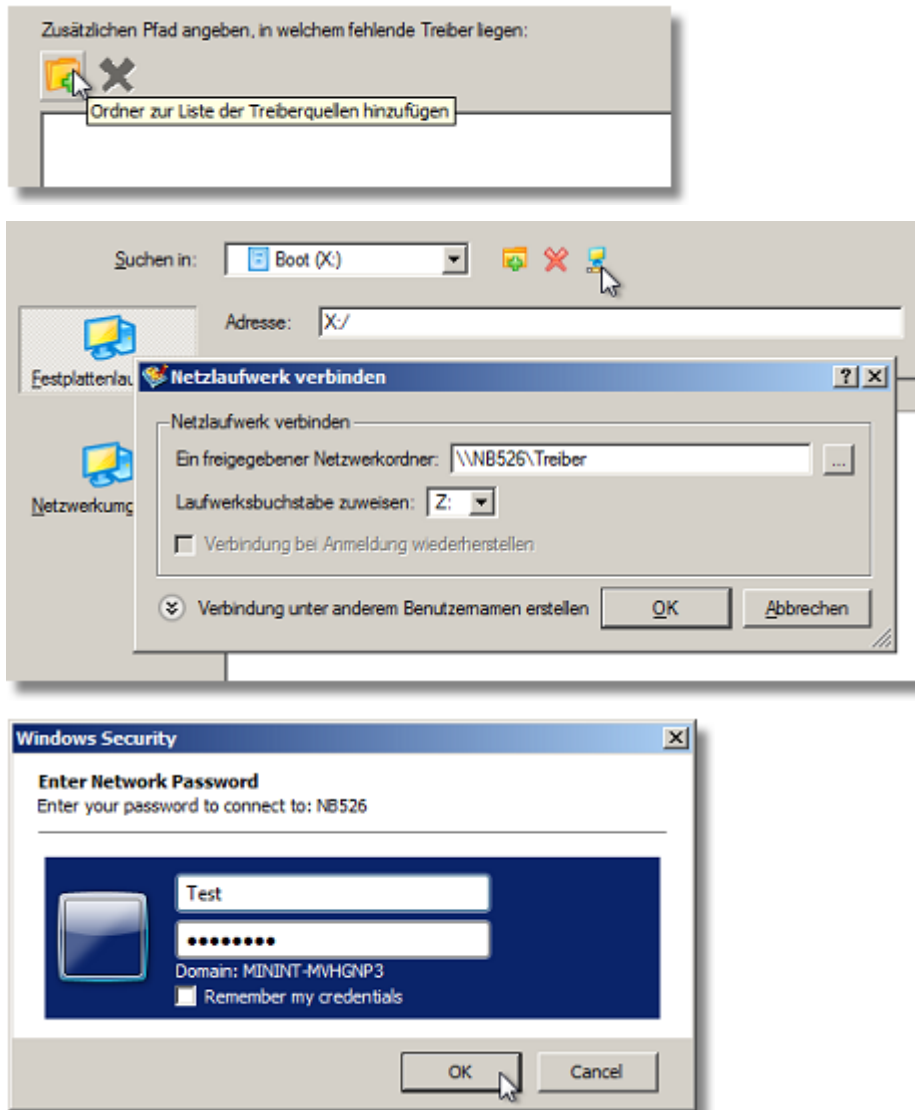 Zusätzlichen Pfad angeben, in welchem fehlende Treiber liegen:
Ordner zur Liste der Treiberquellen hinzufügen
Suchen in: Boot (X:)
Adresse: X:/
Festplattenlau
Netzlaufwerk verbinden
Netzlaufwerk verbinden
Ein freigegebener Netzwerkordner: \\NB526\Treiber ...
Netzwerkumg
Laufwerksbuchstabe zuweisen: Z:
Verbindung bei Anmeldung wiederherstellen
Verbindung unter anderem Benutzernamen erstellen OK Abbrechen
Windows Security
Enter Network Password
Enter your password to connect to: NB526
Test
Domain: MININT-MVHGNP3
Remember my credentials
OK Cancel